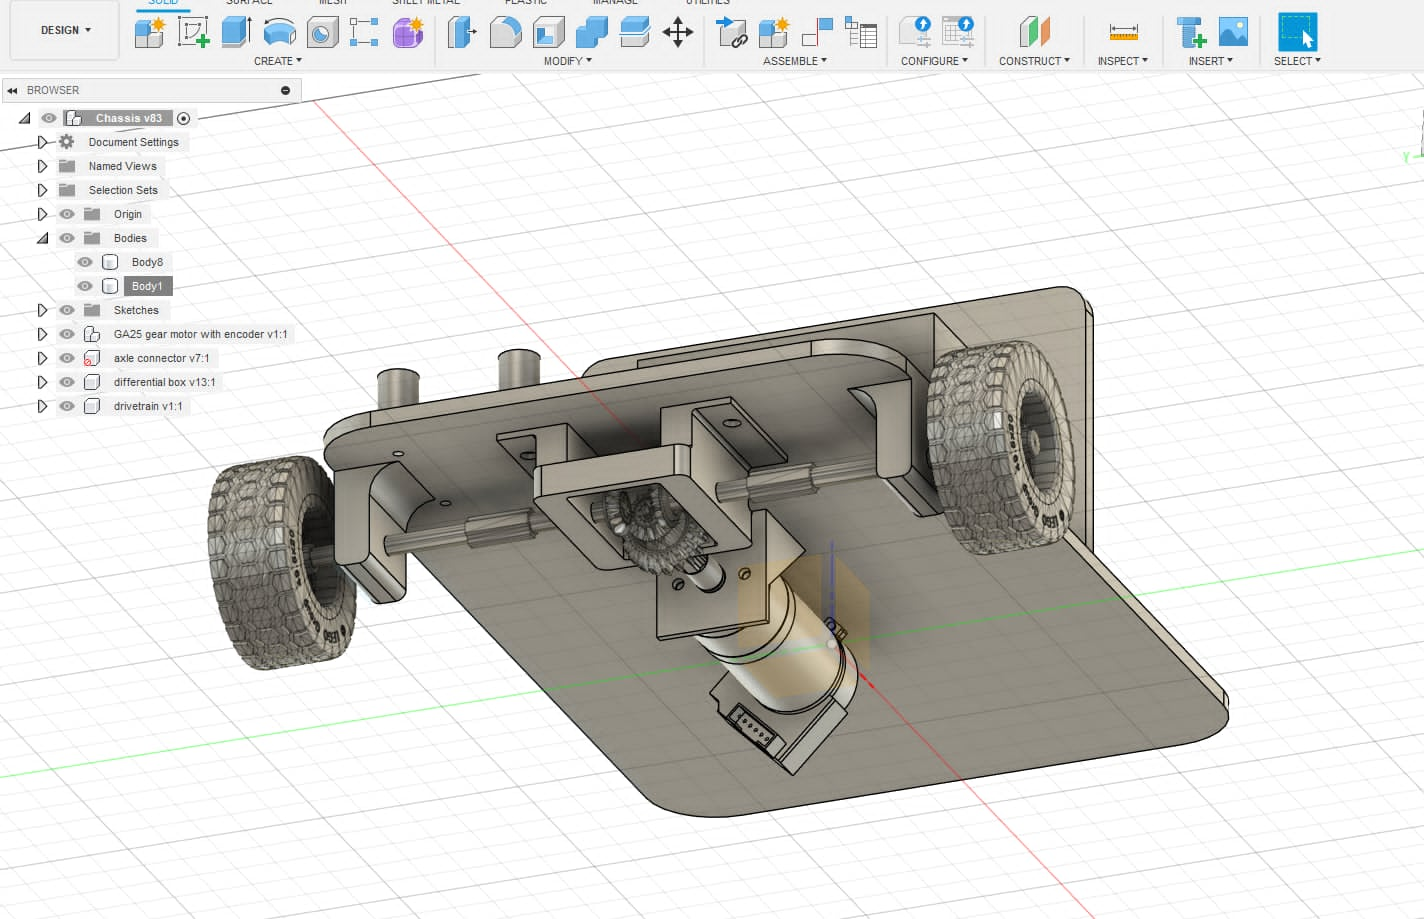 SOLID
SURFACE
MESH
SHEET METAL
PLASTIC
MANAGE
UTILITIES
DESIGN
CREATE
MODIFY
ASSEMBLE
CONFIGURE
CONSTRUCT
INSPECT
INSERT
SELECT
BROWSER
Chassis v83
Document Settings
Named Views
Selection Sets
Origin
Bodies
Body8
Body1
Sketches
GA25 gear motor with encoder v1:1
axle connector v7:1
differential box v13:1
drivetrain v1:1
Y